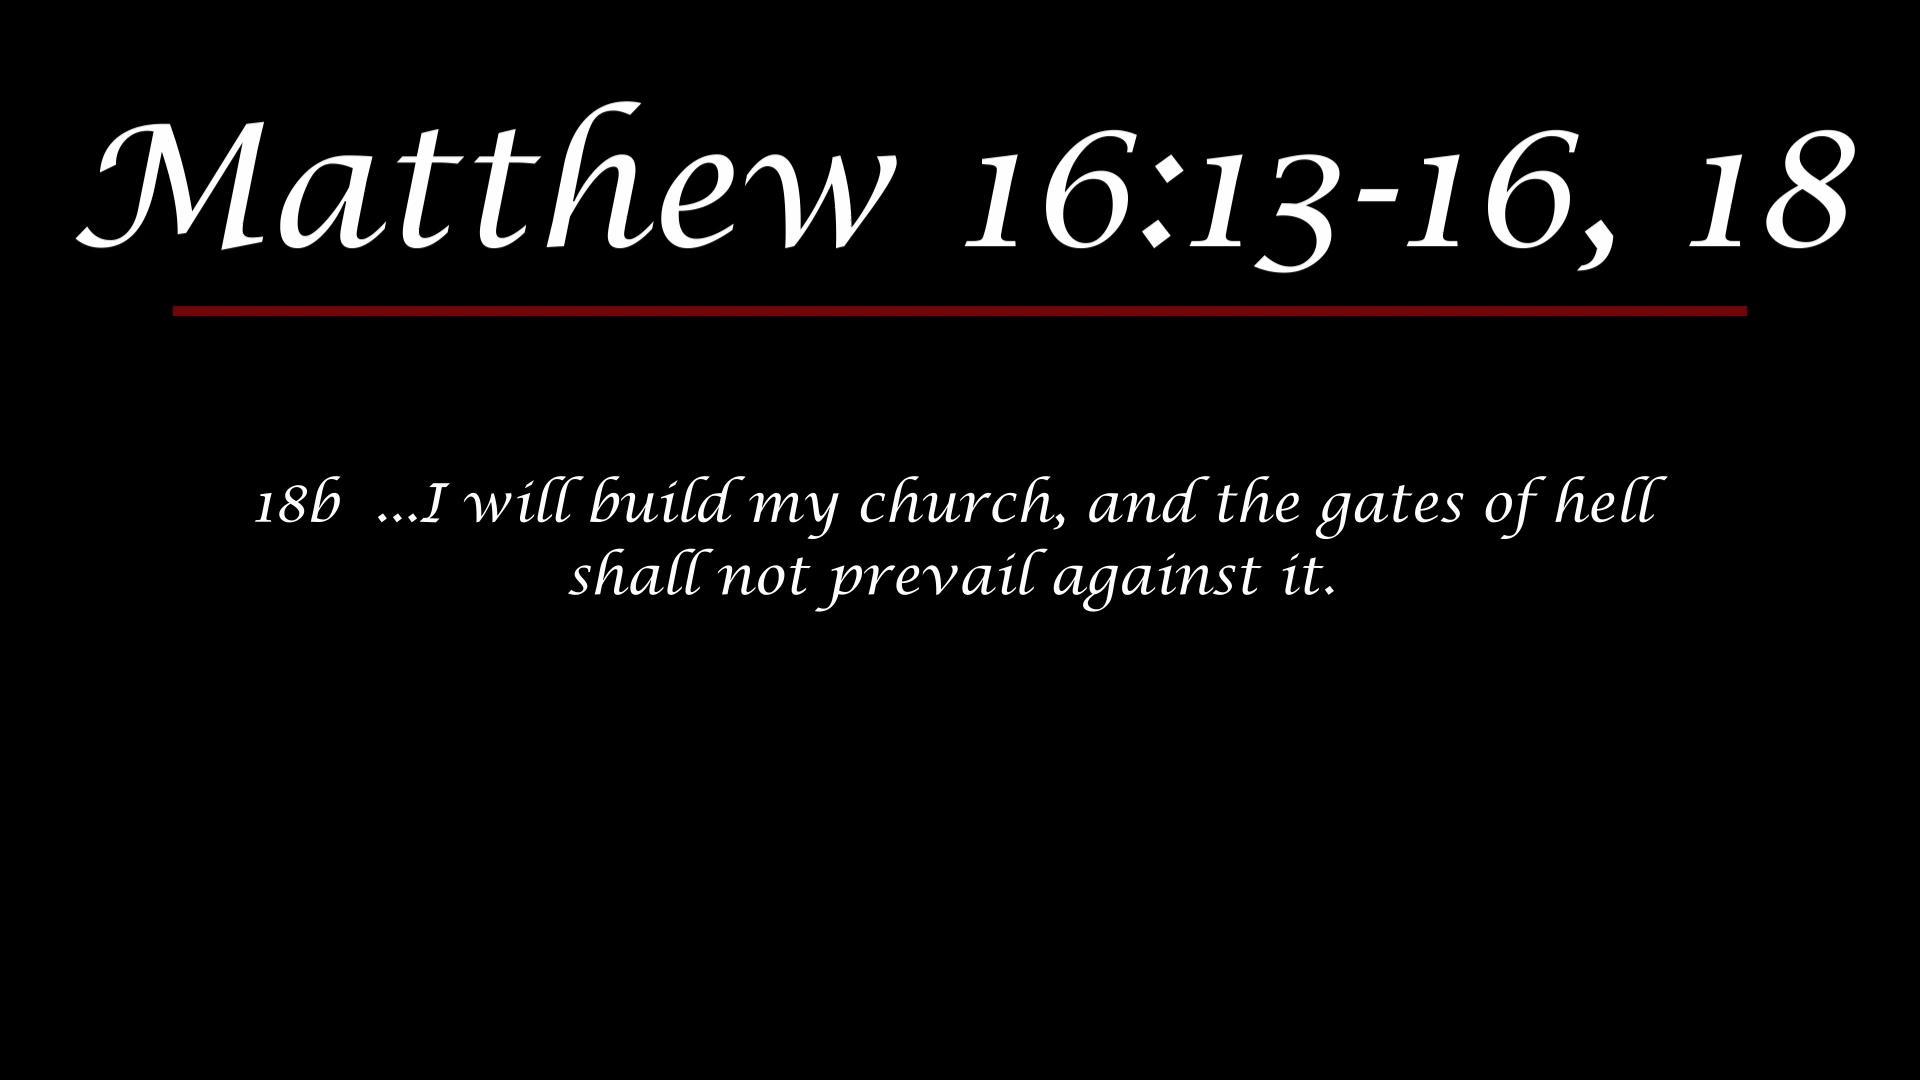 Matthew 16:13-16, 18
18b ...I will build my church, and the gates of hell
shall not prevail against it.